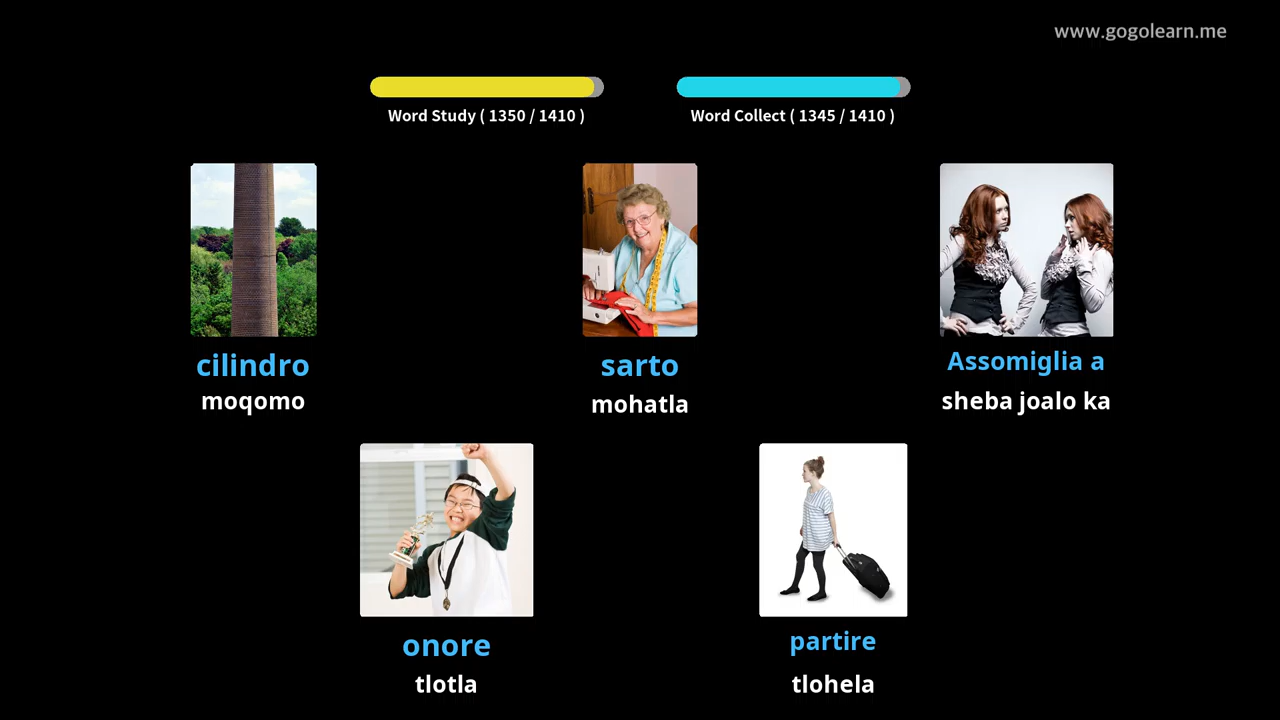 www.gogolearn.me
Word Study ( 1350 / 1410 )
Word Collect ( 1345 / 1410 )
cilindro
moqomo
sarto
mohatla
Assomiglia a
sheba joalo ka
onore
tlotla
partire
tlohela